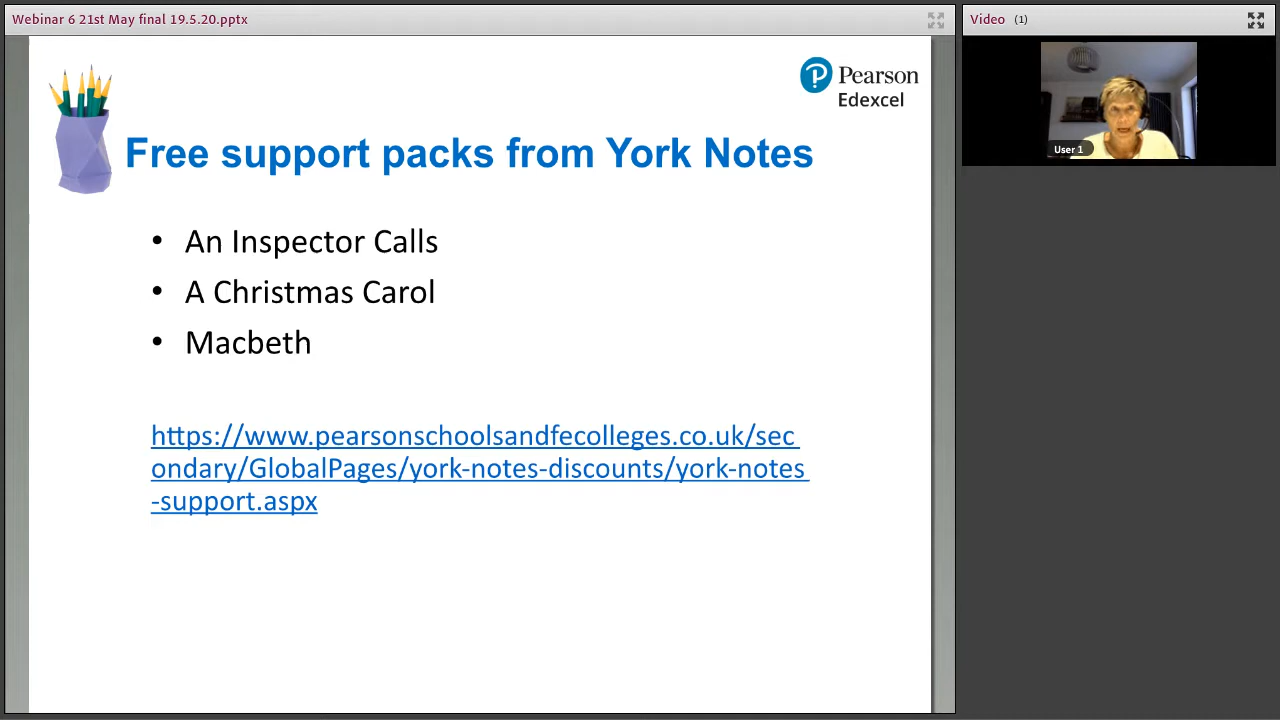 Webinar 6 21st May final 19.5.20.pptx
Video (1)
Pearson
Edexcel
User 1
Free support packs from York Notes
• An Inspector Calls
• A Christmas Carol
• Macbeth
https://www.pearsonschoolsandfecolleges.co.uk/sec
ondary/GlobalPages/york-notes-discounts/york-notes
-support.aspx